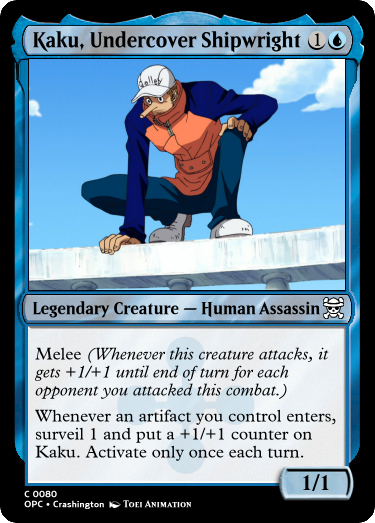 Kaku, Undercover Shipwright 1
Galley
Legendary Creature — Human Assassin
Melee (Whenever this creature attacks, it
gets +1/+1 until end of turn for each
opponent you attacked this combat.)
Whenever an artifact you control enters,
surveil 1 and put a +1/+1 counter on
Kaku. Activate only once each turn.
1/1
C 0080
OPC • Crashington TOEI ANIMATION